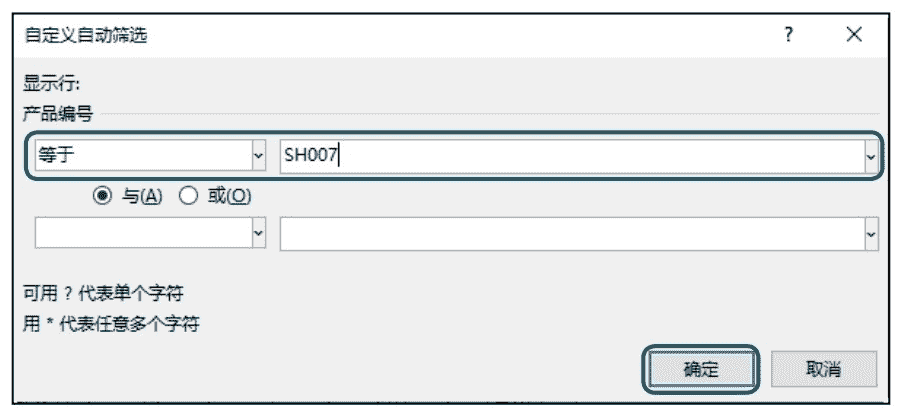 自定义自动筛选 ?
显示行:
产品编号
等于 SH007
与(A) 或(O)
可用 ? 代表单个字符
用 * 代表任意多个字符
确定 取消